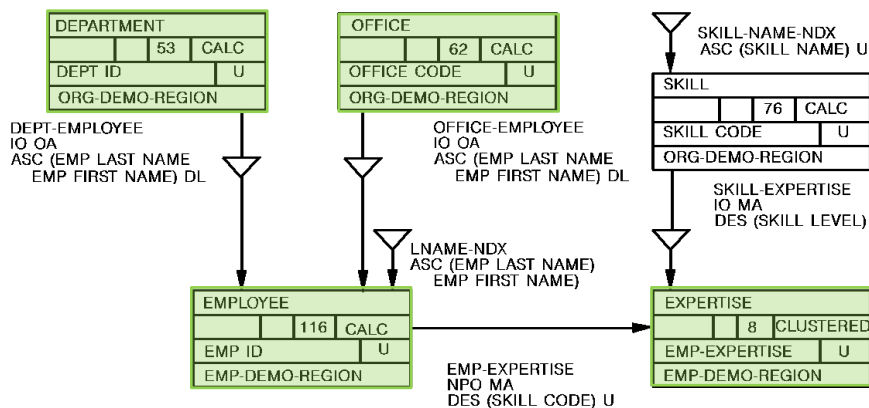 DEPARTMENT
53 CALC
DEPT ID U
ORG-DEMO-REGION
OFFICE
62 CALC
OFFICE CODE U
ORG-DEMO-REGION
SKILL-NAME-NDX
ASC (SKILL NAME) U
SKILL
76 CALC
SKILL CODE U
ORG-DEMO-REGION
DEPT-EMPLOYEE
IO OA
ASC (EMP LAST NAME
EMP FIRST NAME) DL
OFFICE-EMPLOYEE
IO OA
ASC (EMP LAST NAME
EMP FIRST NAME) DL
SKILL-EXPERTISE
IO MA
DES (SKILL LEVEL)
LNAME-NDX
ASC (EMP LAST NAME)
EMP FIRST NAME)
EMPLOYEE
116 CALC
EMP ID U
EMP-DEMO-REGION
EMP-EXPERTISE
NPO MA
DES (SKILL CODE) U
EXPERTISE
8 CLUSTERED
EMP-EXPERTISE U
EMP-DEMO-REGION